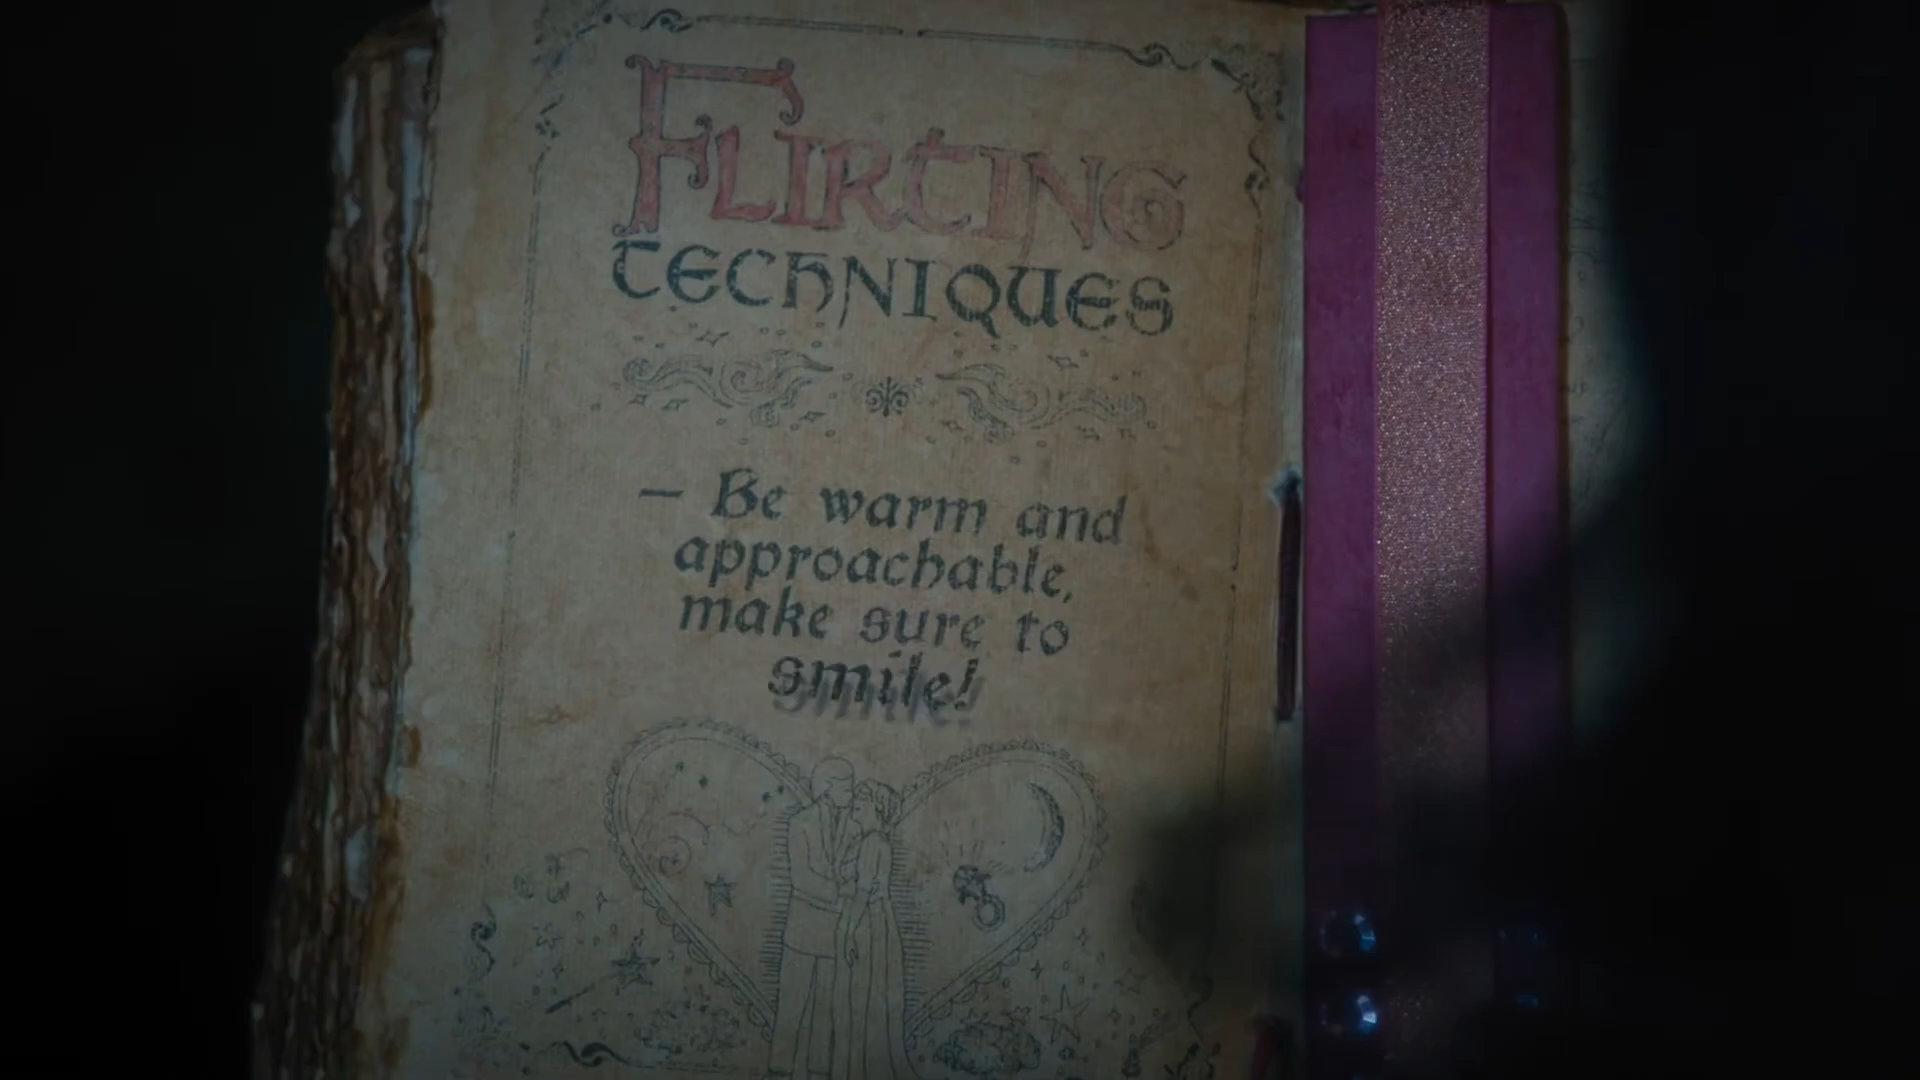 FLIRTING
TECHNIQUES
– Be warm and
approachable,
make sure to
smile!